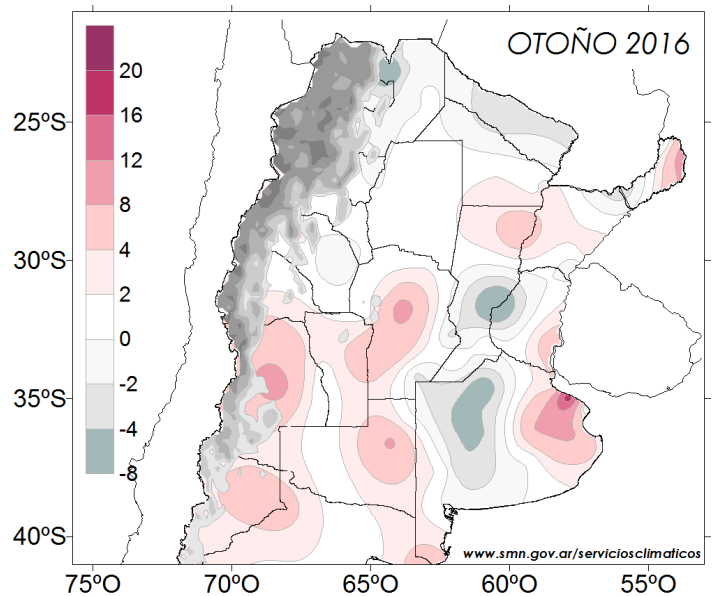 OTOÑO 2016
20
16
12
8
4
2
0
-2
-4
-8
25ºS
30ºS
35ºS
40ºS
www.smn.gov.ar/serviciosclimaticos
75ºO 70ºO 65ºO 60ºO 55ºO